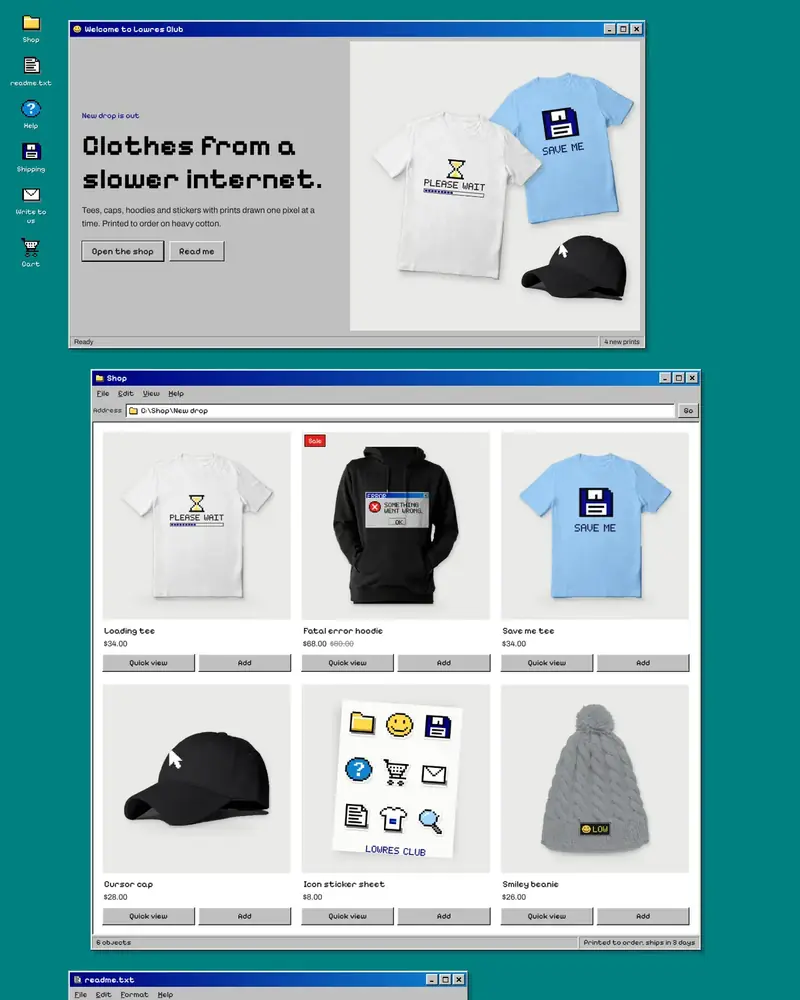 Shop
readme.txt
Help
Shipping
Write to
us
Cart
Welcome to Lowres Club
New drop is out
Clothes from a
slower internet.
Tees, caps, hoodies and stickers with prints drawn one pixel at a
time. Printed to order on heavy cotton.
Open the shop
Read me
PLEASE WAIT
SAVE ME
Ready
4 new prints
Shop
File Edit View Help
Address
C:\Shop\New drop
Go
PLEASE WAIT
Sale
ERROR
SOMETHING
WENT WRONG.
OK
SAVE ME
Loading tee
$34.00
Quick view
Add
Fatal error hoodie
$68.00 $80.00
Quick view
Add
Save me tee
$34.00
Quick view
Add
LOWRES CLUB
LOW
Cursor cap
$28.00
Quick view
Add
Icon sticker sheet
$8.00
Quick view
Add
Smiley beanie
$26.00
Quick view
Add
6 objects
Printed to order, ships in 3 days
readme.txt
File Edit Format Help